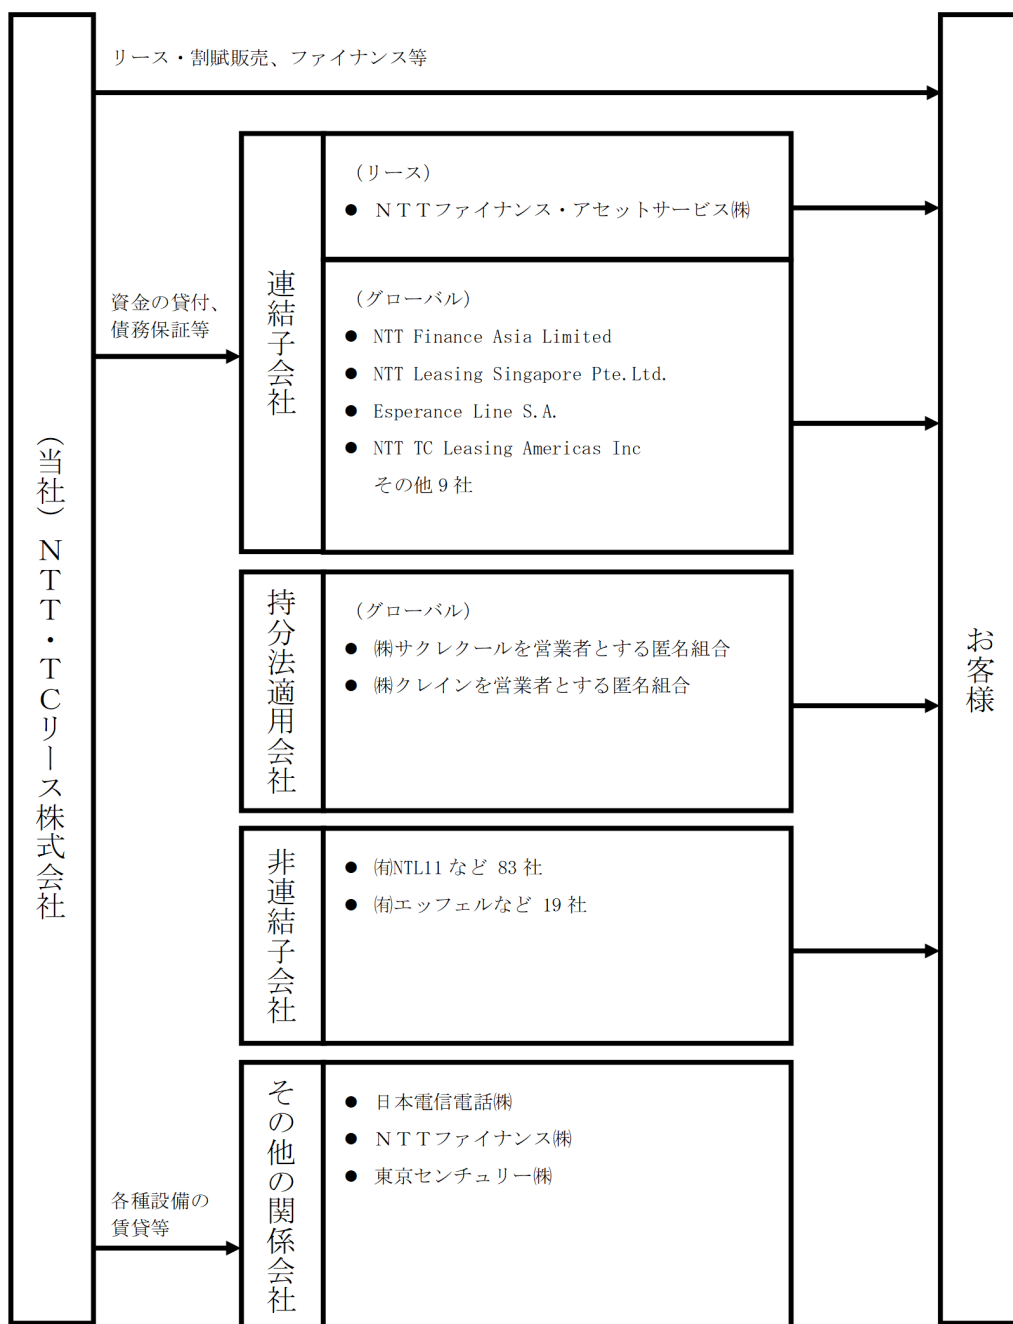 リース・割賦販売、ファイナンス等
(当社)NTT・TCリース株式会社
資金の貸付、
債務保証等
連結子会社
(リース)
● NTTファイナンス・アセットサービス㈱
(グローバル)
● NTT Finance Asia Limited
● NTT Leasing Singapore Pte.Ltd.
● Esperance Line S.A.
● NTT TC Leasing Americas Inc
その他9社
持分法適用会社
(グローバル)
● ㈱サクレクールを営業者とする匿名組合
● ㈱クレインを営業者とする匿名組合
非連結子会社
● ㈲NTL11など 83社
● ㈲エッフェルなど 19社
各種設備の
賃貸等
その他の関係会社
● 日本電信電話㈱
● NTTファイナンス㈱
● 東京センチュリー㈱
お客様